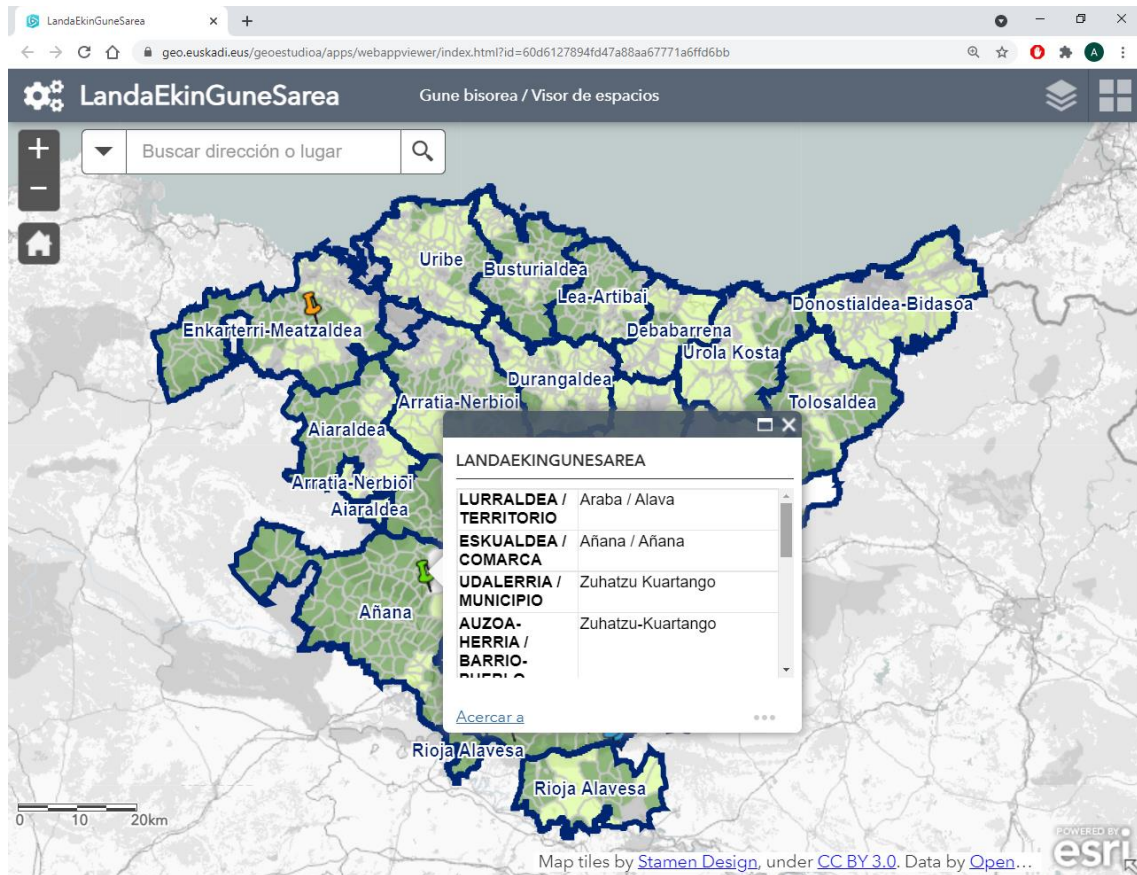 LandaEkinGuneSarea
geo.euskadi.eus/geoestudioa/apps/webappviewer/index.html?id=60d6127894fd47a88aa67771a6ffd6bb
A
LandaEkinGuneSarea
Gune bisorea / Visor de espacios
Buscar dirección o lugar
Uribe
Busturialdea
Lea-Artibai
Donostialdea-Bidasoa
Enkarterri-Meatzaldea
Debabarrena
Urola Kosta
Durangaldea
Arratia-Nerbioi
Tolosaldea
Aiaraldea
Arratia-Nerbioi
Aiaraldea
Añana
LANDAEKINGUNESAREA
LURRALDEA / Araba / Alava
TERRITORIO
ESKUALDEA / Añana / Añana
COMARCA
UDALERRIA / Zuhatzu Kuartango
MUNICIPIO
AUZOA- Zuhatzu-Kuartango
HERRIA /
BARRIO-
PUEBLO
Acercar a
Rioja Alavesa
Rioja Alavesa
0 10 20km
POWERED BY
esri
Map tiles by Stamen Design, under CC BY 3.0. Data by Open…